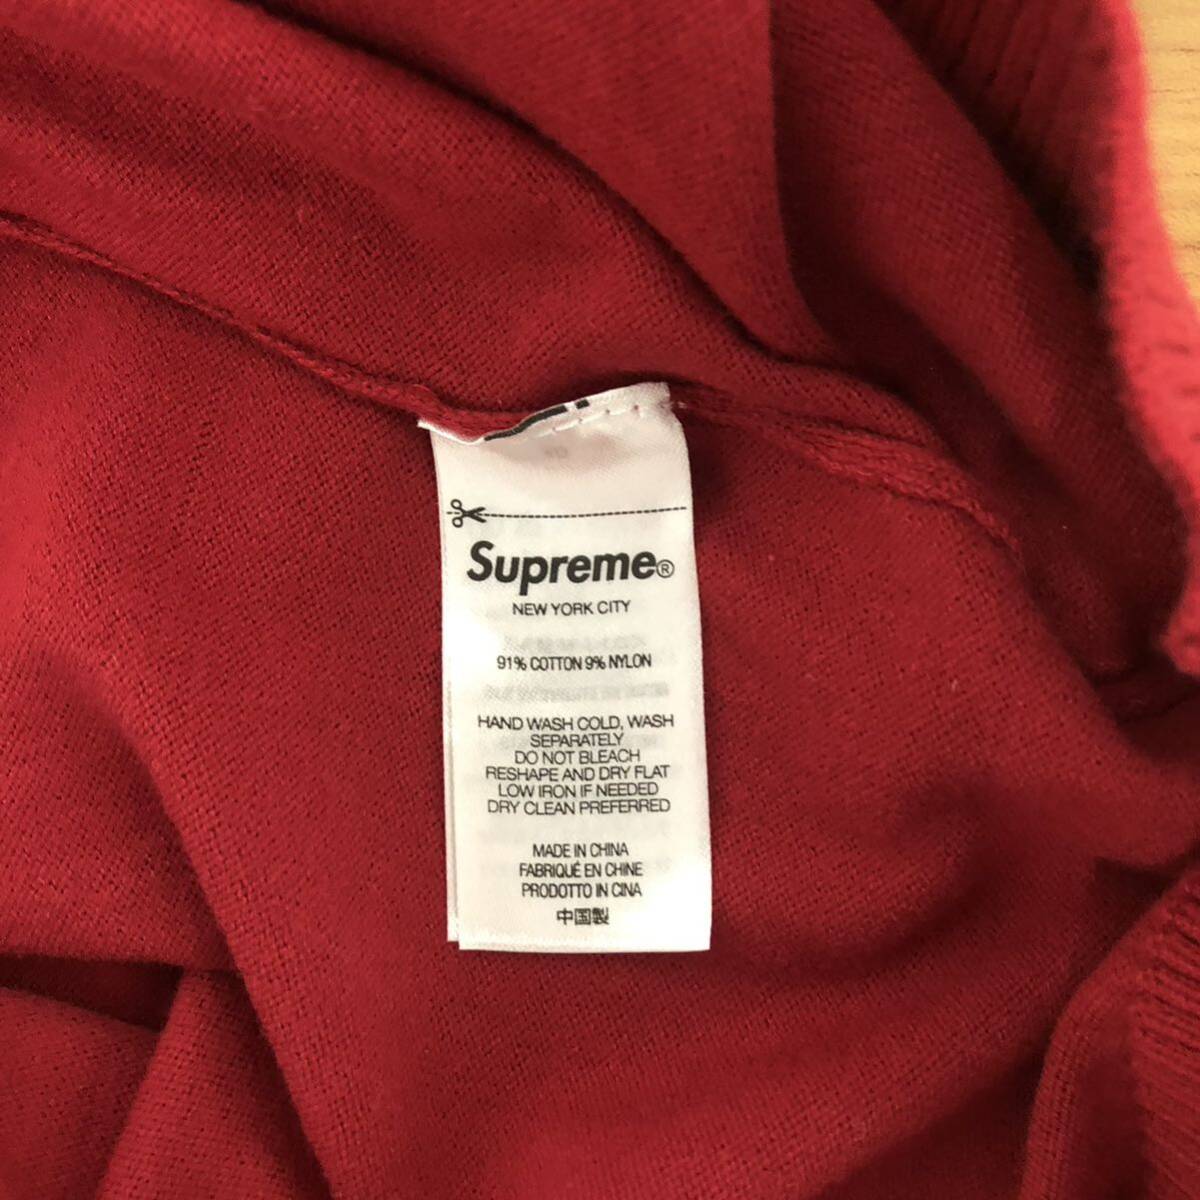 Supreme®
NEW YORK CITY
91% COTTON 9% NYLON
HAND WASH COLD, WASH
SEPARATELY
DO NOT BLEACH
RESHAPE AND DRY FLAT
LOW IRON IF NEEDED
DRY CLEAN PREFERRED
MADE IN CHINA
FABRIQUÉ EN CHINE
PRODOTTO IN CINA
中国製